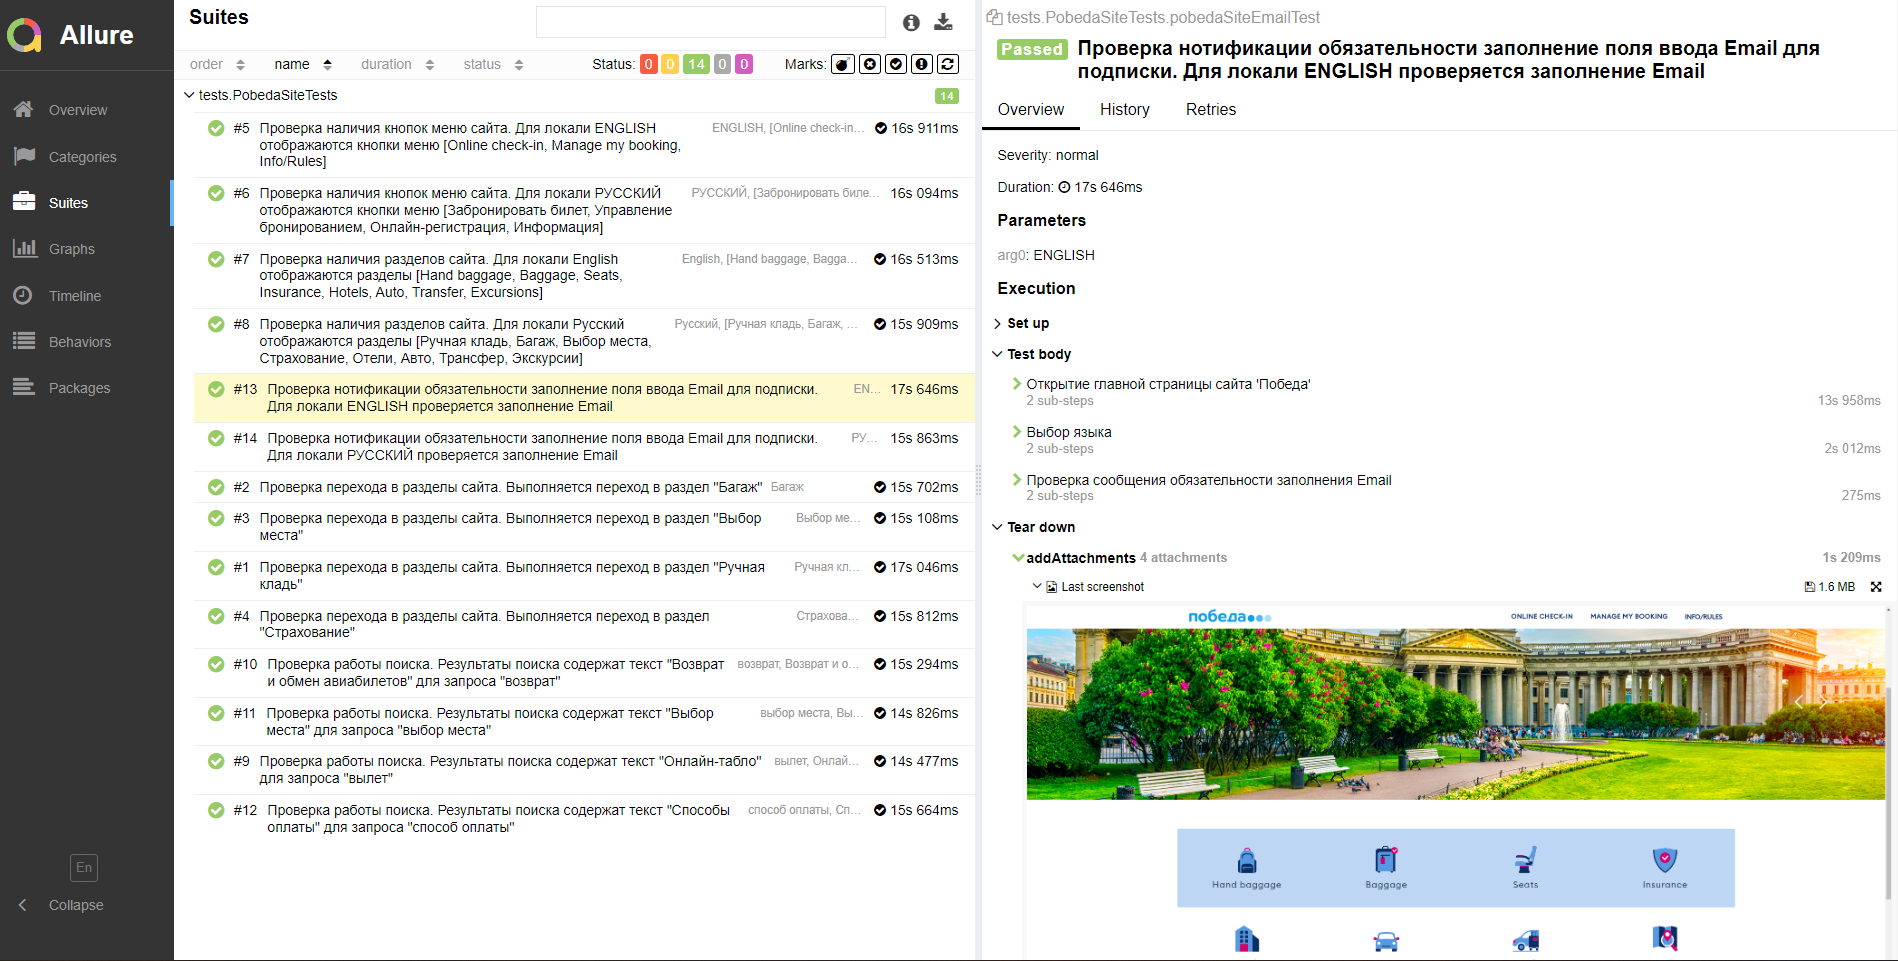 Allure
Overview
Categories
Suites
Graphs
Timeline
Behaviors
Packages
En
Collapse
Suites
order name duration status Status: 0 0 14 0 0 Marks:
tests.PobedaSiteTests 14
#5 Проверка наличия кнопок меню сайта. Для локали ENGLISH ENGLISH, [Online check-in... 16s 911ms
отображаются кнопки меню [Online check-in, Manage my booking,
Info/Rules]
#6 Проверка наличия кнопок меню сайта. Для локали РУССКИЙ РУССКИЙ, [Забронировать биле... 16s 094ms
отображаются кнопки меню [Забронировать билет, Управление
бронированием, Онлайн-регистрация, Информация]
#7 Проверка наличия разделов сайта. Для локали English English, [Hand baggage, Bagga... 16s 513ms
отображаются разделы [Hand baggage, Baggage, Seats,
Insurance, Hotels, Auto, Transfer, Excursions]
#8 Проверка наличия разделов сайта. Для локали Русский Русский, [Ручная кладь, Багаж, ... 15s 909ms
отображаются разделы [Ручная кладь, Багаж, Выбор места,
Страхование, Отели, Авто, Трансфер, Экскурсии]
#13 Проверка нотификации обязательности заполнение поля ввода Email для подписки. EN... 17s 646ms
Для локали ENGLISH проверяется заполнение Email
#14 Проверка нотификации обязательности заполнение поля ввода Email для подписки. РУ... 15s 863ms
Для локали РУССКИЙ проверяется заполнение Email
#2 Проверка перехода в разделы сайта. Выполняется переход в раздел "Багаж" Багаж 15s 702ms
#3 Проверка перехода в разделы сайта. Выполняется переход в раздел "Выбор Выбор ме... 15s 108ms
места"
#1 Проверка перехода в разделы сайта. Выполняется переход в раздел "Ручная Ручная кл... 17s 046ms
кладь"
#4 Проверка перехода в разделы сайта. Выполняется переход в раздел Страхова... 15s 812ms
"Страхование"
#10 Проверка работы поиска. Результаты поиска содержат текст "Возврат возврат, Возврат и о... 15s 294ms
и обмен авиабилетов" для запроса "возврат"
#11 Проверка работы поиска. Результаты поиска содержат текст "Выбор выбор места, Вы... 14s 826ms
места" для запроса "выбор места"
#9 Проверка работы поиска. Результаты поиска содержат текст "Онлайн-табло" вылет, Онлай... 14s 477ms
для запроса "вылет"
#12 Проверка работы поиска. Результаты поиска содержат текст "Способы способ оплаты, Сп... 15s 664ms
оплаты" для запроса "способ оплаты"
tests.PobedaSiteTests.pobedaSiteEmailTest
Passed Проверка нотификации обязательности заполнение поля ввода Email для
подписки. Для локали ENGLISH проверяется заполнение Email
Overview History Retries
Severity: normal
Duration: 17s 646ms
Parameters
arg0: ENGLISH
Execution
Set up
Test body
Открытие главной страницы сайта 'Победа'
2 sub-steps 13s 958ms
Выбор языка
2 sub-steps 2s 012ms
Проверка сообщения обязательности заполнения Email
2 sub-steps 275ms
Tear down
addAttachments 4 attachments 1s 209ms
Last screenshot 1.6 MB
победа ONLINE CHECK-IN MANAGE MY BOOKING INFO/RULES
Hand baggage Baggage Seats Insurance